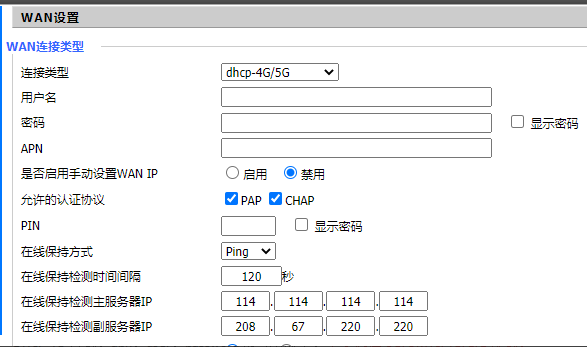 WAN设置
WAN连接类型
连接类型 dhcp-4G/5G
用户名
密码 显示密码
APN
是否启用手动设置WAN IP 启用 禁用
允许的认证协议 PAP CHAP
PIN 显示密码
在线保持方式 Ping
在线保持检测时间间隔 120 秒
在线保持检测主服务器IP 114 . 114 . 114 . 114
在线保持检测副服务器IP 208 . 67 . 220 . 220